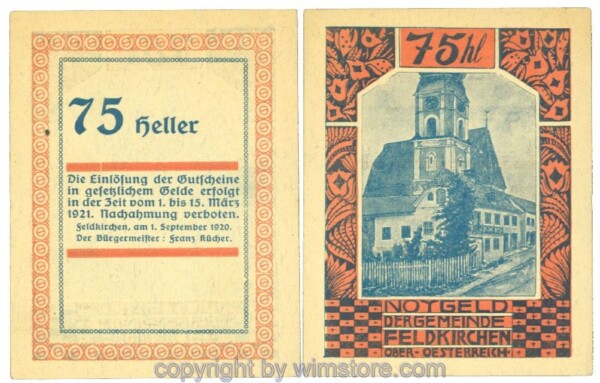 75 Heller
Die Einlösung der Gutscheine
in gesetzlichem Gelde erfolgt
in der Zeit vom 1. bis 15. März
1921. Nachahmung verboten.
Feldkirchen, am 1. September 1920.
Der Bürgermeister: Franz Kücher.
75 hl
NOTGELD
DER GEMEINDE
FELDKIRCHEN
OBER-OESTERREICH
copyright by wimstore.com